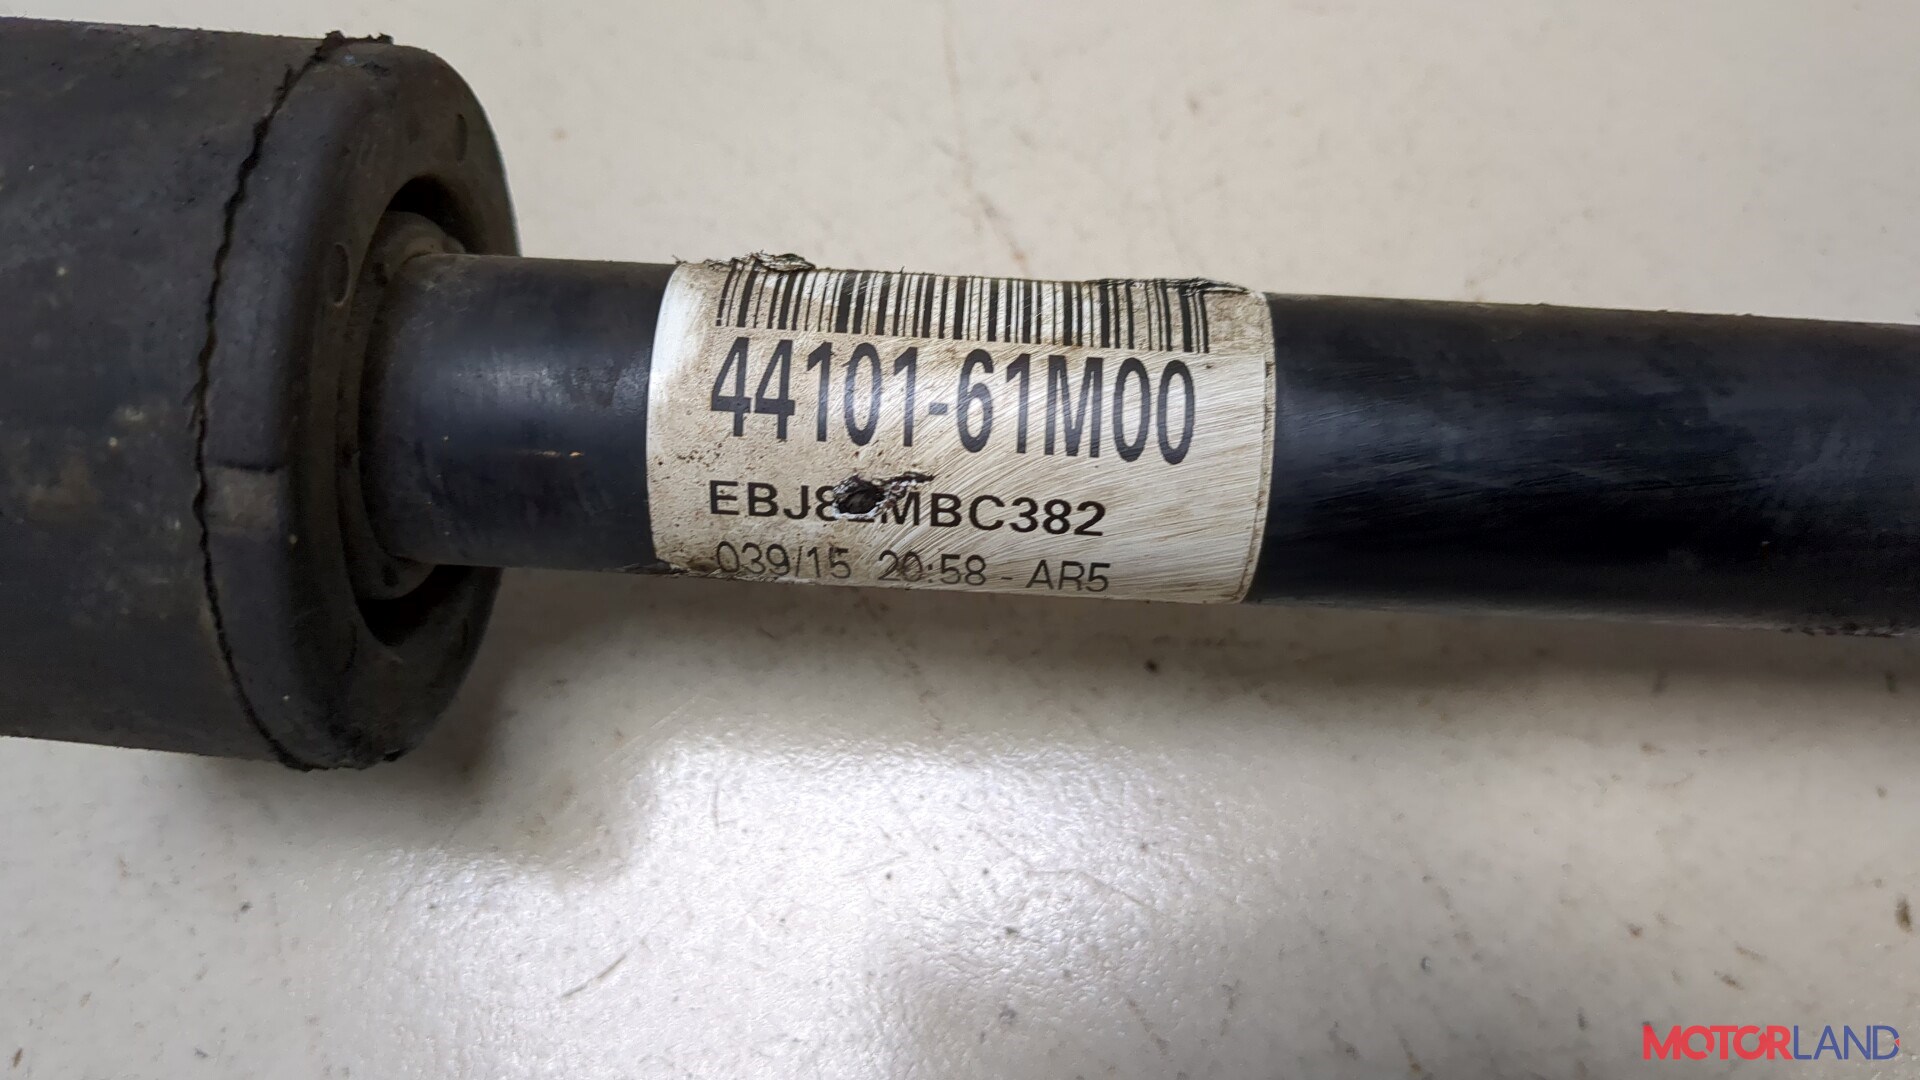 44101-61M00
MBC382
039/15 20:58 - AR5
MOTORLAND